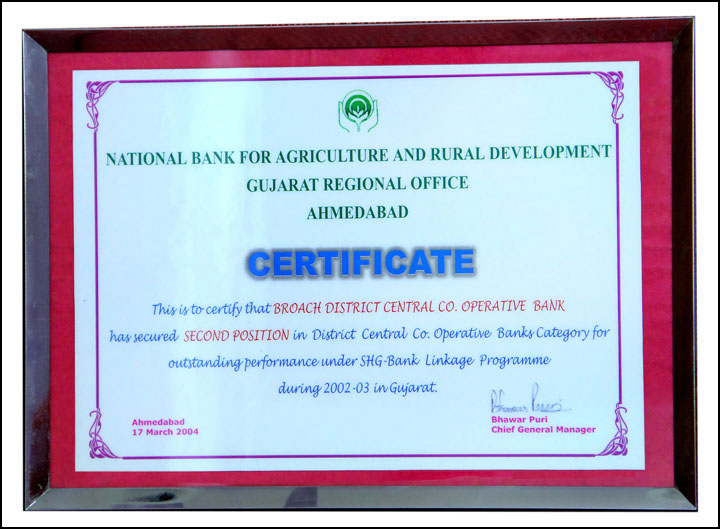 NATIONAL BANK FOR AGRICULTURE AND RURAL DEVELOPMENT
GUJARAT REGIONAL OFFICE
AHMEDABAD
CERTIFICATE
This is to certify that BROACH DISTRICT CENTRAL CO. OPERATIVE BANK
has secured SECOND POSITION in District Central Co. Operative Banks Category for
outstanding performance under SHG-Bank Linkage Programme
during 2002-03 in Gujarat.
Ahmedabad
17 March 2004
Bhawar Puri
Chief General Manager